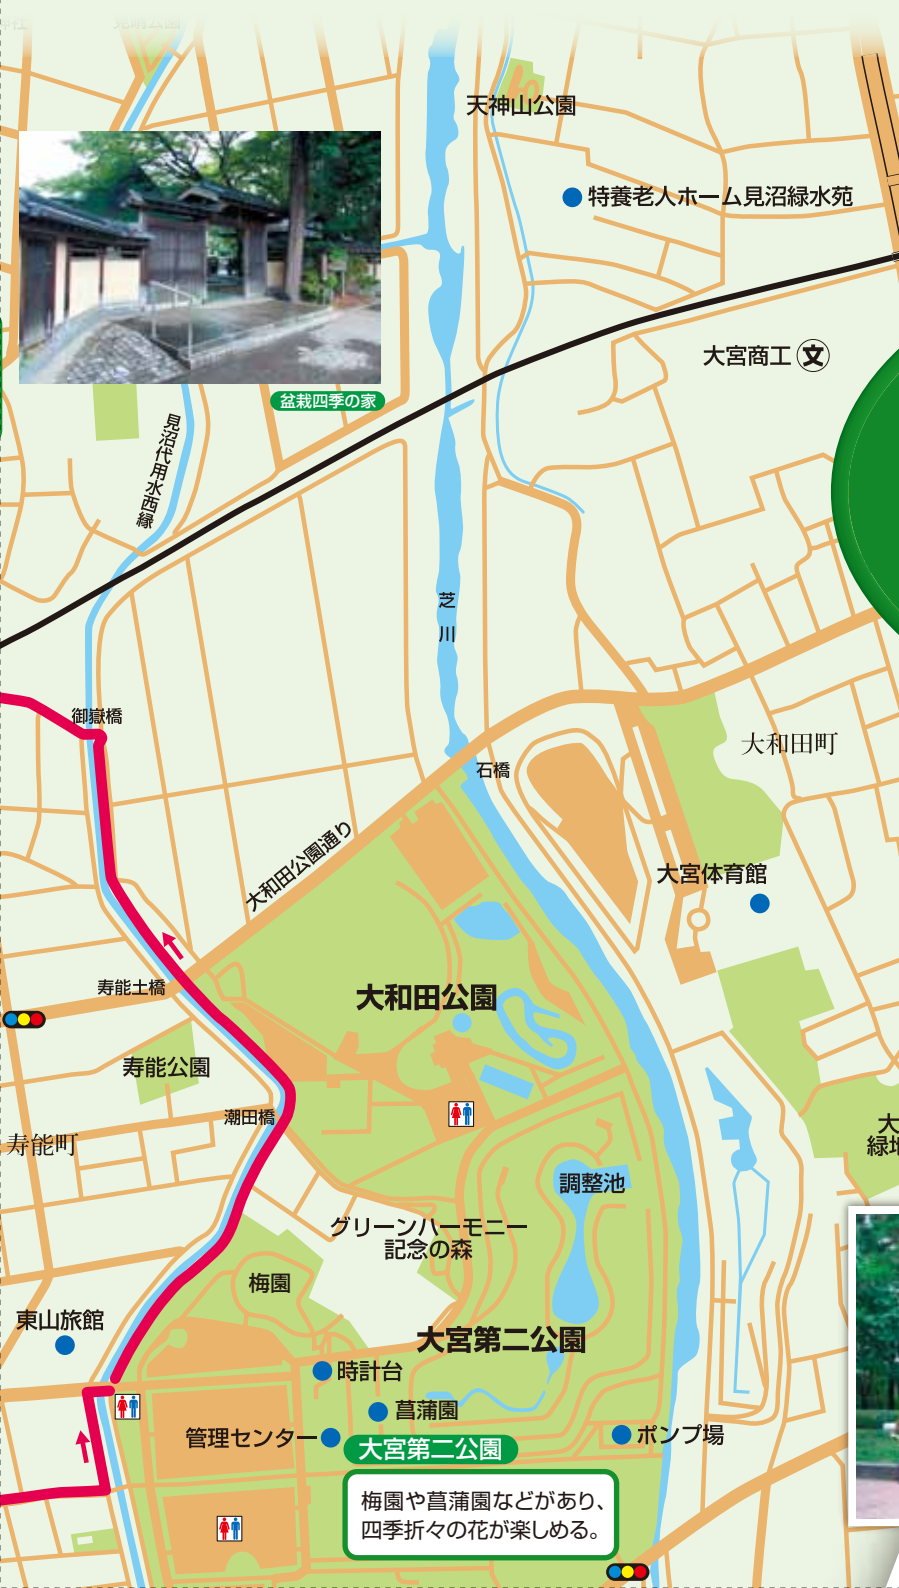 天神山公園
特養老人ホーム見沼緑水苑
大宮商工
文
盆栽四季の家
見沼代用水西縁
芝川
御嶽橋
大和田町
石橋
大和田公園通り
大宮体育館
寿能土橋
大和田公園
寿能公園
潮田橋
大
緑地
寿能町
調整池
グリーンハーモニー
記念の森
梅園
東山旅館
大宮第二公園
時計台
菖蒲園
管理センター
ポンプ場
大宮第二公園
梅園や菖蒲園などがあり、
四季折々の花が楽しめる。